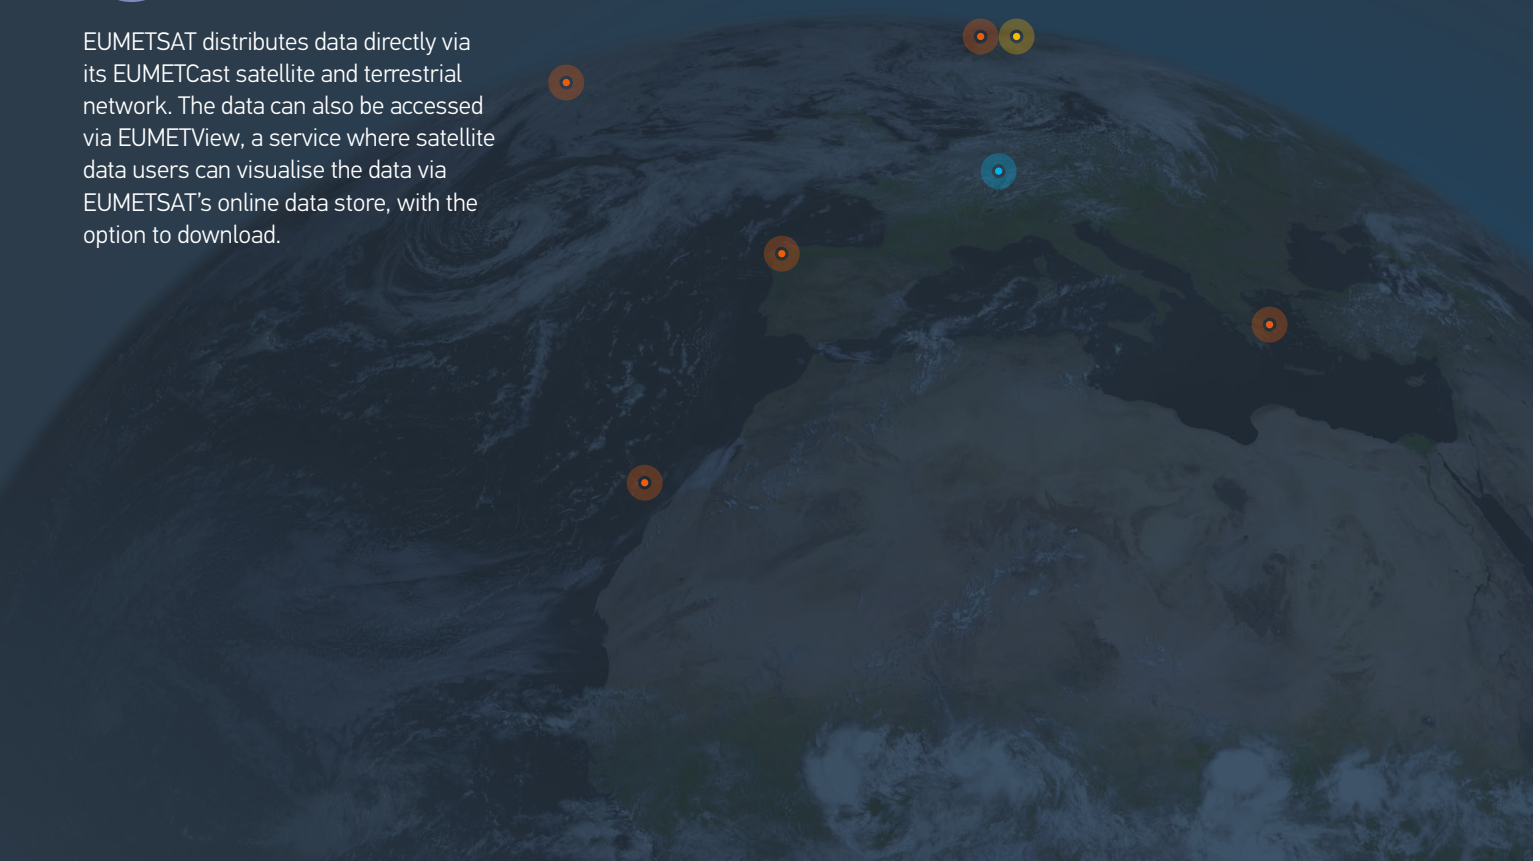 EUMETSAT distributes data directly via
its EUMETCast satellite and terrestrial
network. The data can also be accessed
via EUMETView, a service where satellite
data users can visualise the data via
EUMETSAT’s online data store, with the
option to download.